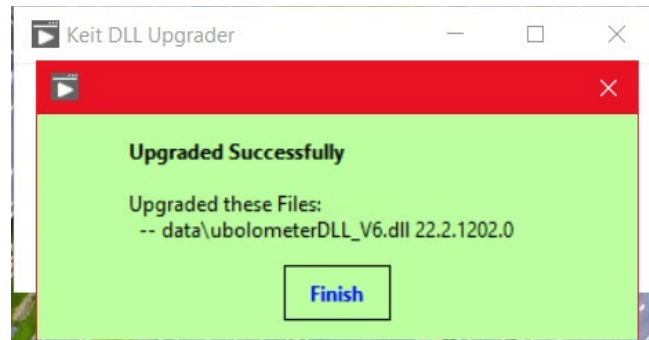 Keit DLL Upgrader
Upgraded Successfully
Upgraded these Files:
-- data\ubolometerDLL_V6.dll 22.2.1202.0
Finish